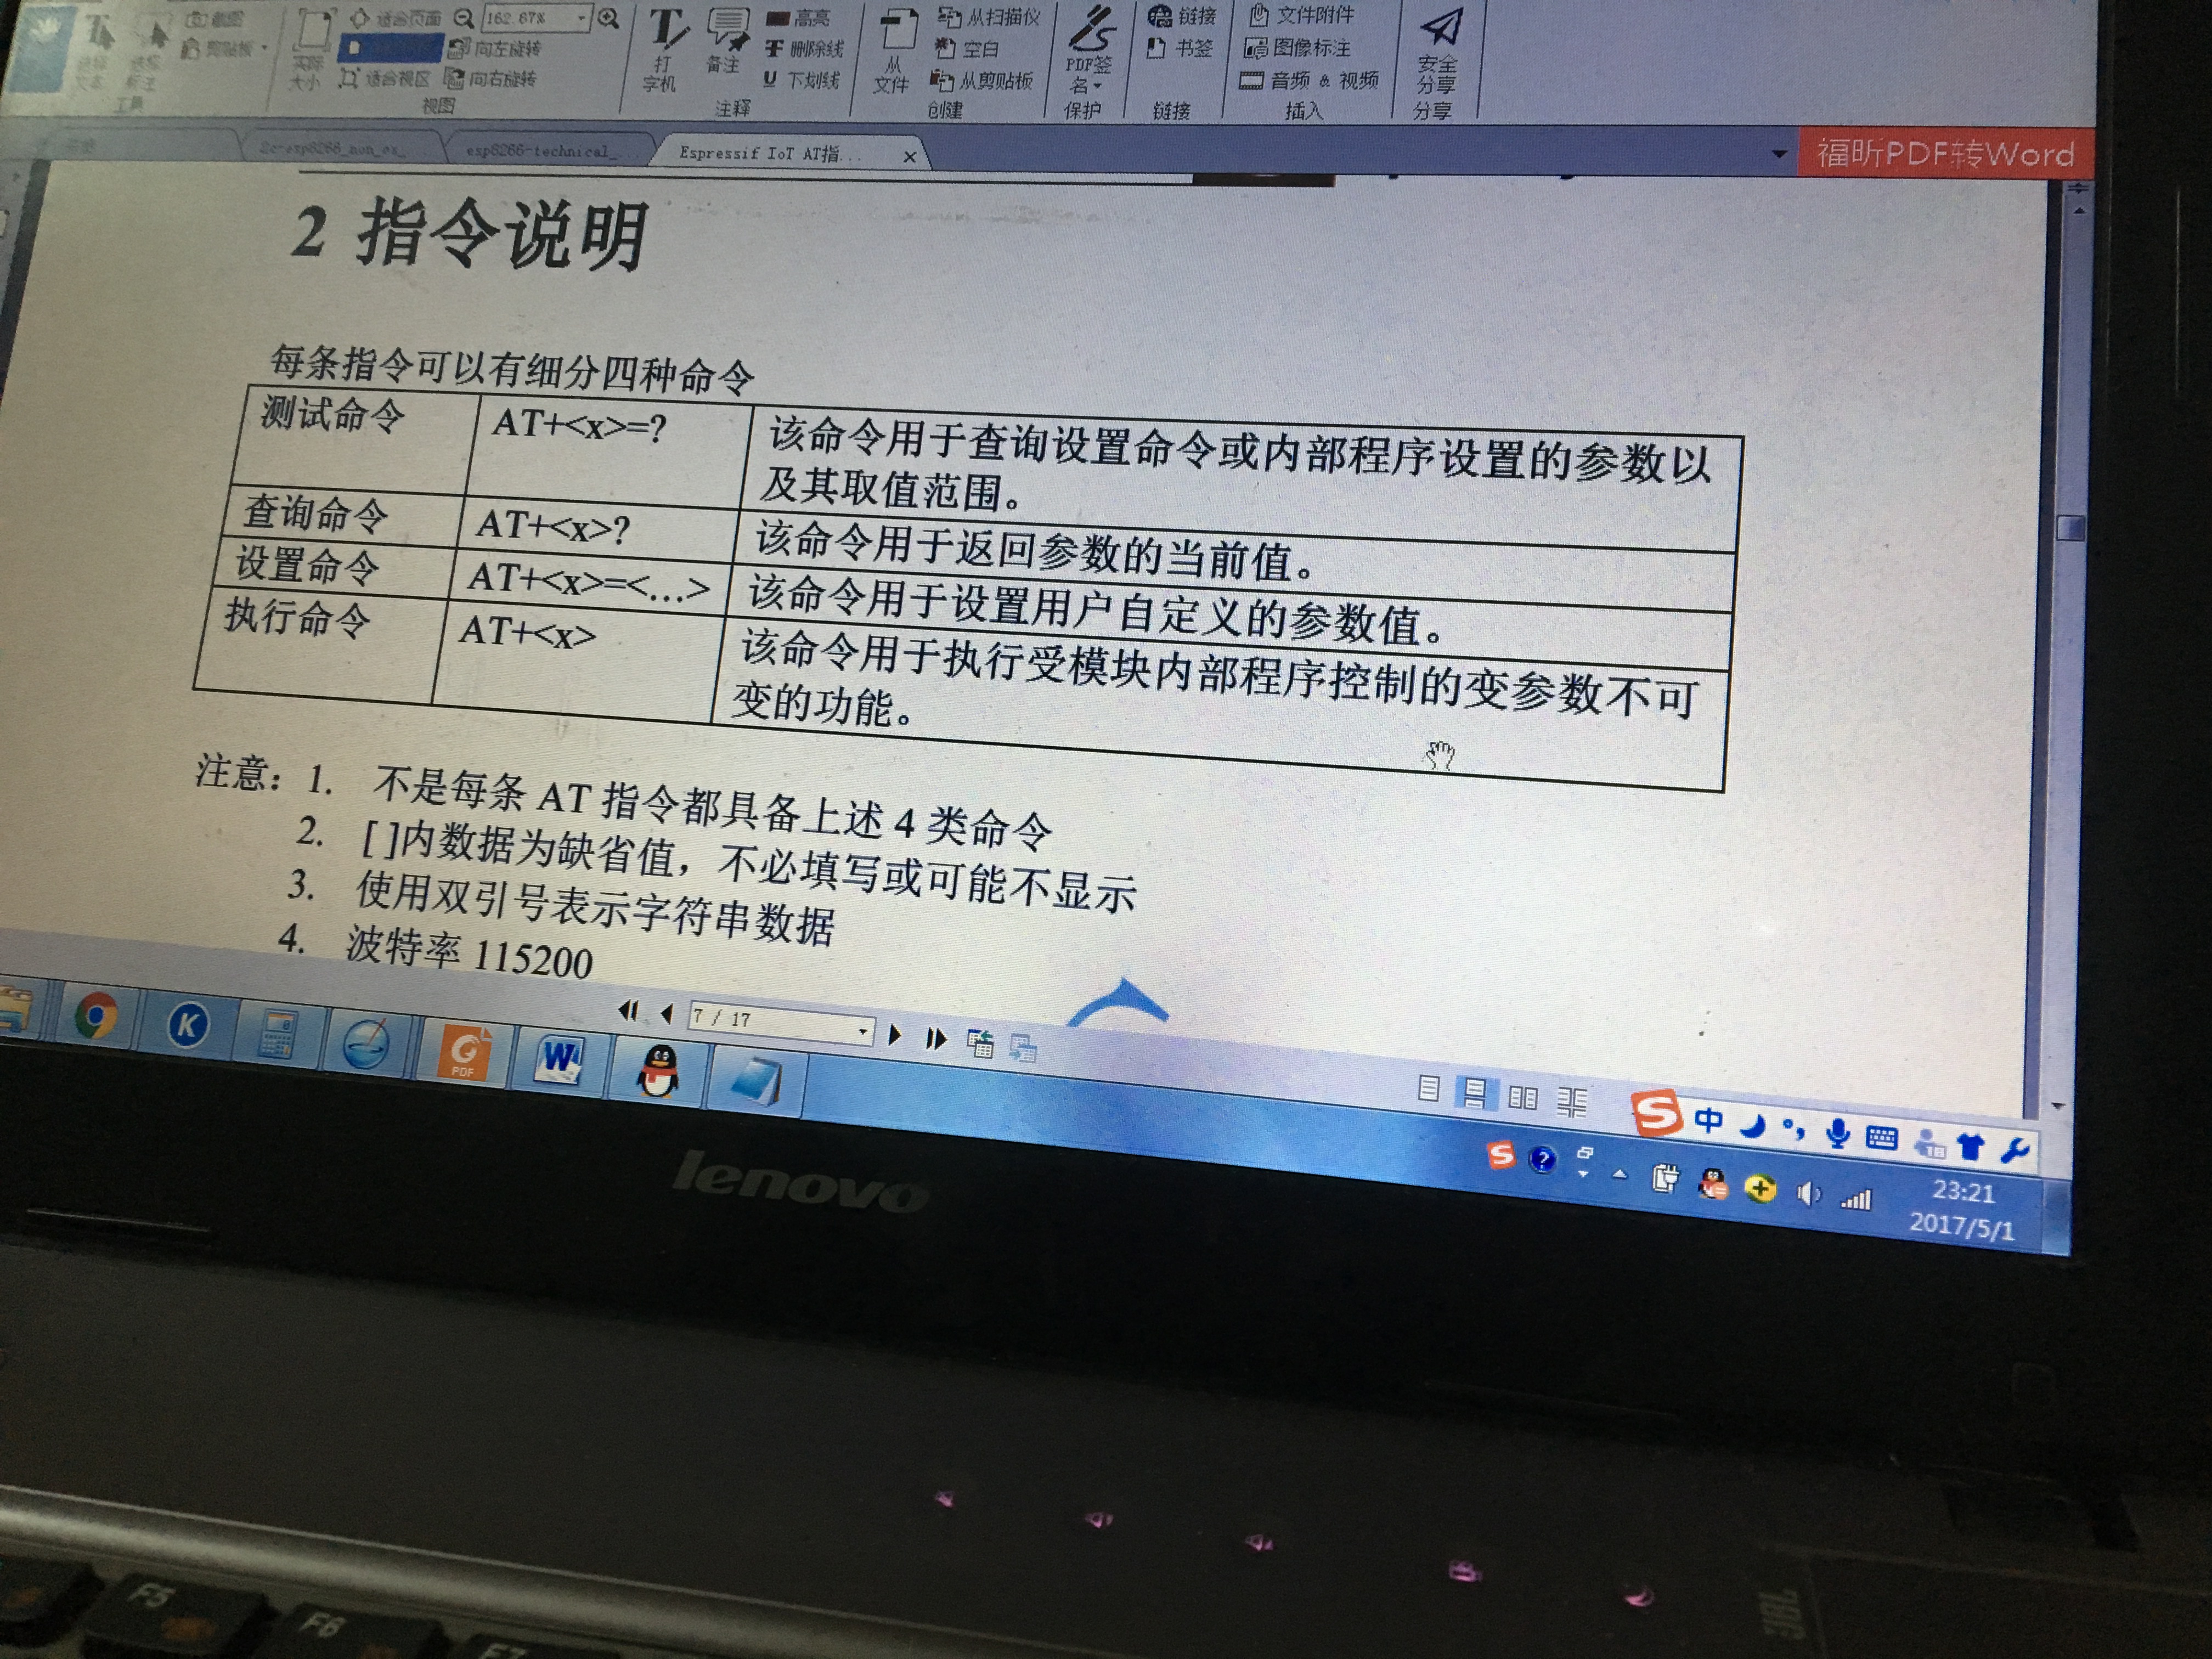 截图
适合页面
162.67%
高亮
从扫描仪
链接
文件附件
剪贴板
向左旋转
删除线
空白
书签
图像标注
实际
大小
适合视区
向右旋转
打
字机
备注
下划线
从
文件
从剪贴板
PDF签
名
音频 & 视频
安全
分享
工具
视图
注释
创建
保护
链接
插入
分享
esp8266-technical_...
Espressif IoT AT指...
福昕PDF转Word
2 指令说明
每条指令可以有细分四种命令
测试命令 AT+<x>=? 该命令用于查询设置命令或内部程序设置的参数以
及其取值范围。
查询命令 AT+<x>? 该命令用于返回参数的当前值。
设置命令 AT+<x>=<...> 该命令用于设置用户自定义的参数值。
执行命令 AT+<x> 该命令用于执行受模块内部程序控制的变参数不可
变的功能。
注意: 1. 不是每条 AT 指令都具备上述 4 类命令
2. [ ]内数据为缺省值，不必填写或可能不显示
3. 使用双引号表示字符串数据
4. 波特率 115200
7 / 17
PDF
中
23:21
2017/5/1
lenovo
JBL
F5
F6
F7